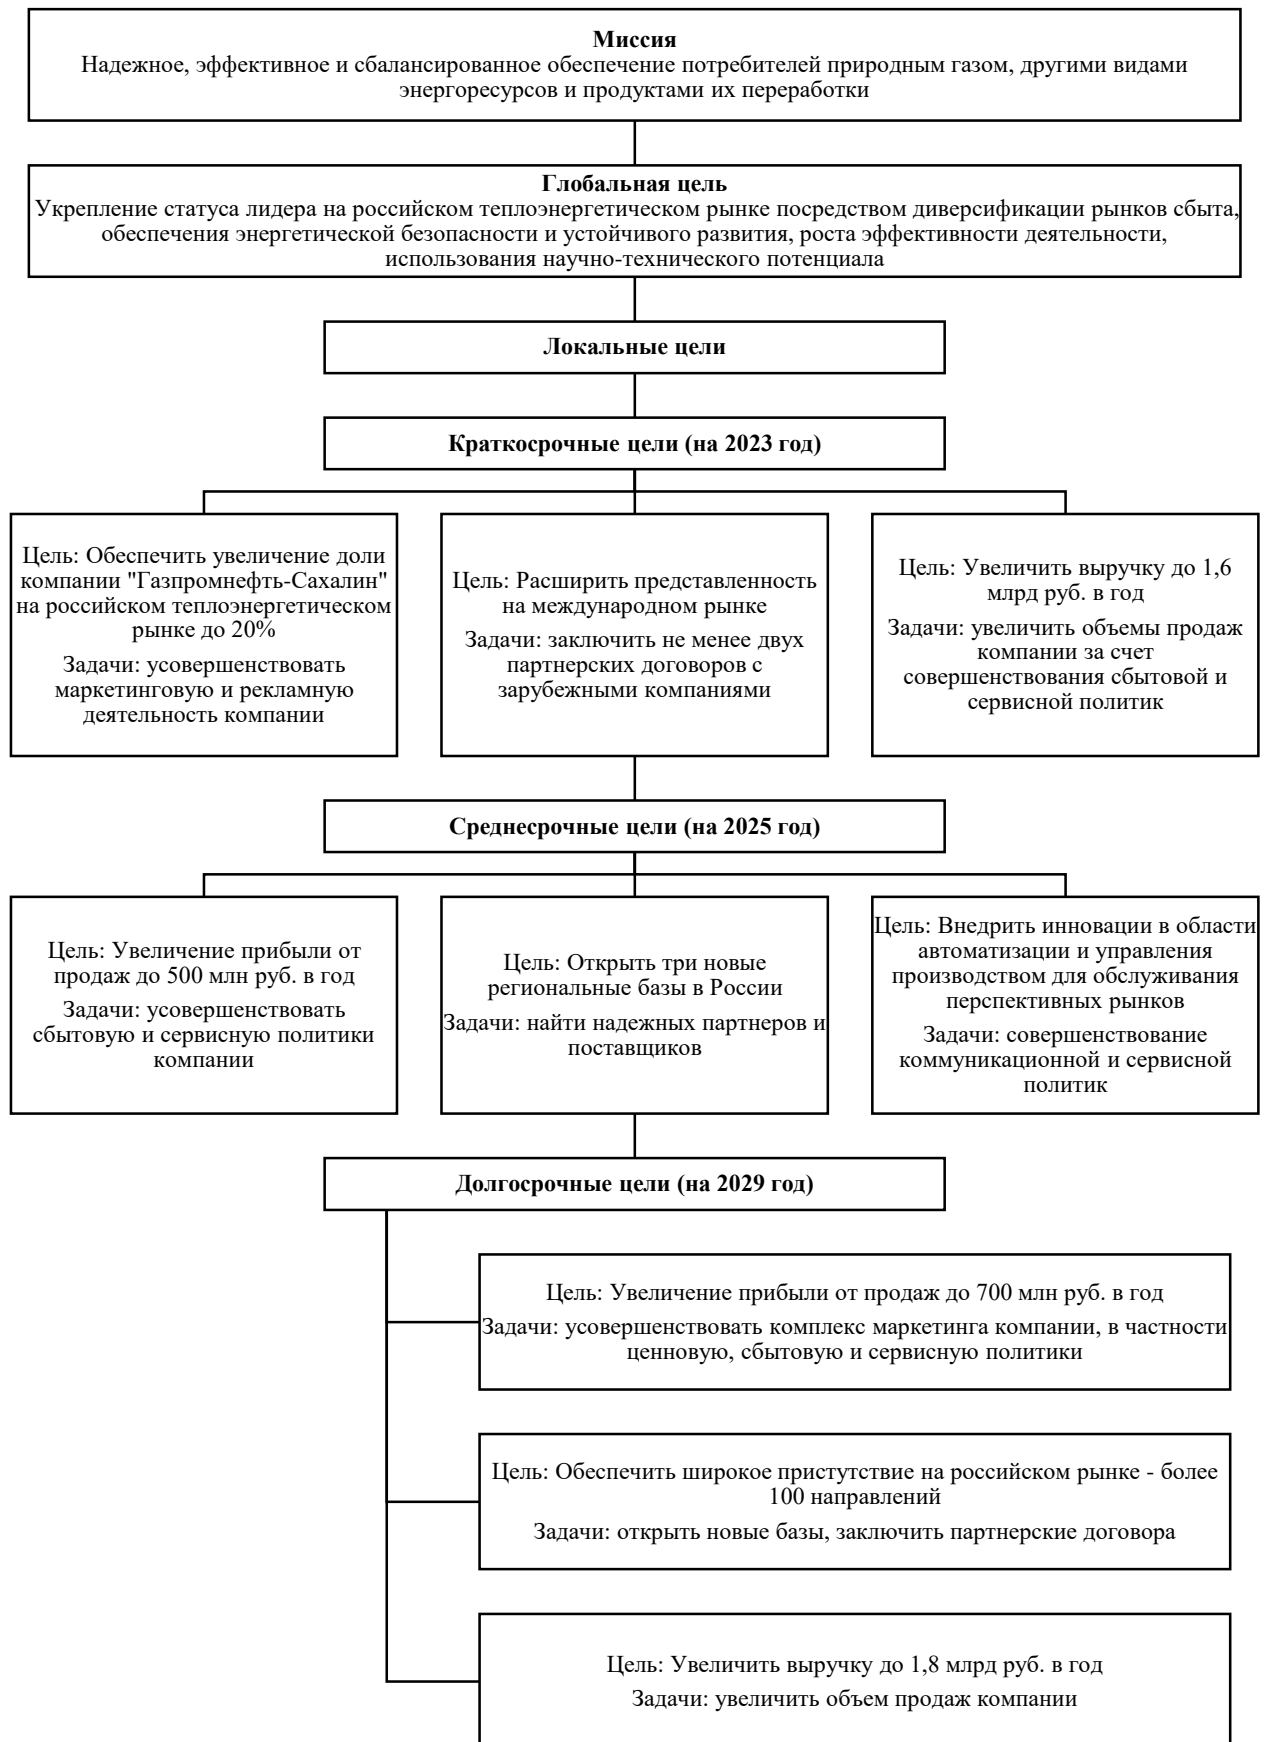 Миссия
Надежное, эффективное и сбалансированное обеспечение потребителей природным газом, другими видами
энергоресурсов и продуктами их переработки
Глобальная цель
Укрепление статуса лидера на российском теплоэнергетическом рынке посредством диверсификации рынков сбыта,
обеспечения энергетической безопасности и устойчивого развития, роста эффективности деятельности,
использования научно-технического потенциала
Локальные цели
Краткосрочные цели (на 2023 год)
Цель: Обеспечить увеличение доли
компании "Газпромнефть-Сахалин"
на российском теплоэнергетическом
рынке до 20%
Задачи: усовершенствовать
маркетинговую и рекламную
деятельность компании
Цель: Расширить представленность
на международном рынке
Задачи: заключить не менее двух
партнерских договоров с
зарубежными компаниями
Цель: Увеличить выручку до 1,6
млрд руб. в год
Задачи: увеличить объемы продаж
компании за счет
совершенствования сбытовой и
сервисной политик
Среднесрочные цели (на 2025 год)
Цель: Увеличение прибыли от
продаж до 500 млн руб. в год
Задачи: усовершенствовать
сбытовую и сервисную политики
компании
Цель: Открыть три новые
региональные базы в России
Задачи: найти надежных партнеров и
поставщиков
Цель: Внедрить инновации в области
автоматизации и управления
производством для обслуживания
перспективных рынков
Задачи: совершенствование
коммуникационной и сервисной
политик
Долгосрочные цели (на 2029 год)
Цель: Увеличение прибыли от продаж до 700 млн руб. в год
Задачи: усовершенствовать комплекс маркетинга компании, в частности
ценновую, сбытовую и сервисную политики
Цель: Обеспечить широкое пристутствие на российском рынке - более
100 направлений
Задачи: открыть новые базы, заключить партнерские договора
Цель: Увеличить выручку до 1,8 млрд руб. в год
Задачи: увеличить объем продаж компании